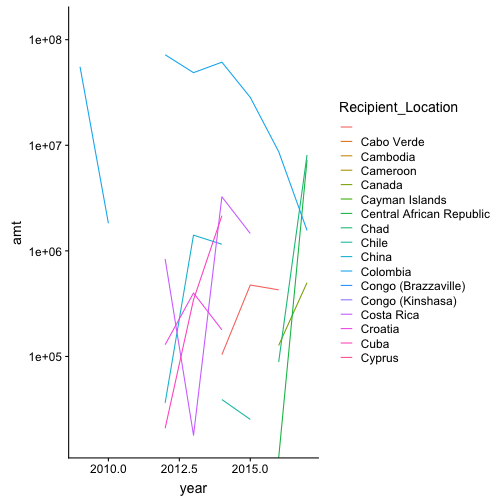 1e+08
1e+07
1e+06
1e+05
amt
2010.0
2012.5
2015.0
year
Recipient_Location
Cabo Verde
Cambodia
Cameroon
Canada
Cayman Islands
Central African Republic
Chad
Chile
China
Colombia
Congo (Brazzaville)
Congo (Kinshasa)
Costa Rica
Croatia
Cuba
Cyprus